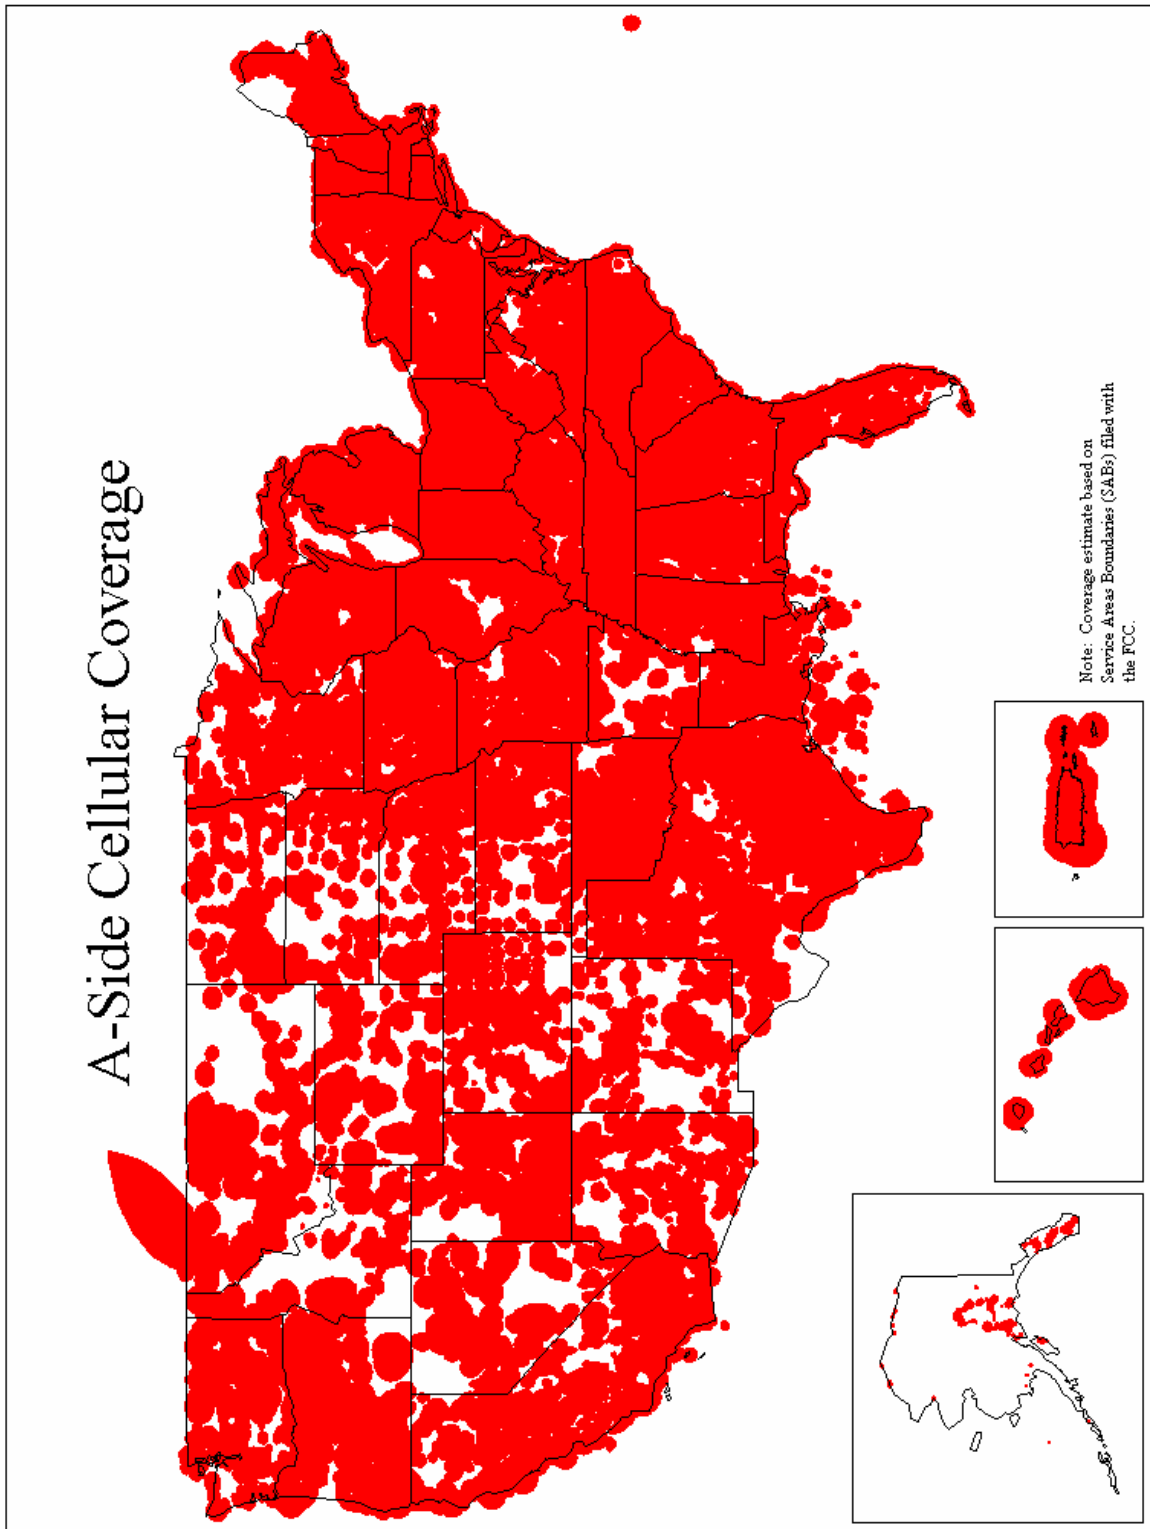 A-Side Cellular Coverage
Note: Coverage estimate based on
Service Areas Boundaries (SABs) filed with
the FCC.